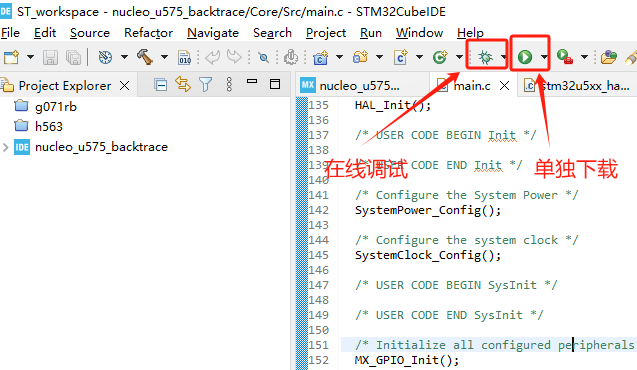 IDE ST_workspace - nucleo_u575_backtrace/Core/Src/main.c - STM32CubeIDE
File Edit Source Refactor Navigate Search Project Run Window Help
010
Project Explorer
MX nucleo_u575...
.c main.c
.c stm32u5xx_ha...
g071rb
h563
IDE nucleo_u575_backtrace
在线调试
单独下载
135 HAL_Init();
136
137 /* USER CODE BEGIN Init */
138
139 /* USER CODE END Init */
140
141 /* Configure the System Power */
142 SystemPower_Config();
143
144 /* Configure the system clock */
145 SystemClock_Config();
146
147 /* USER CODE BEGIN SysInit */
148
149 /* USER CODE END SysInit */
150
151 /* Initialize all configured peripherals
152 MX_GPIO_Init();